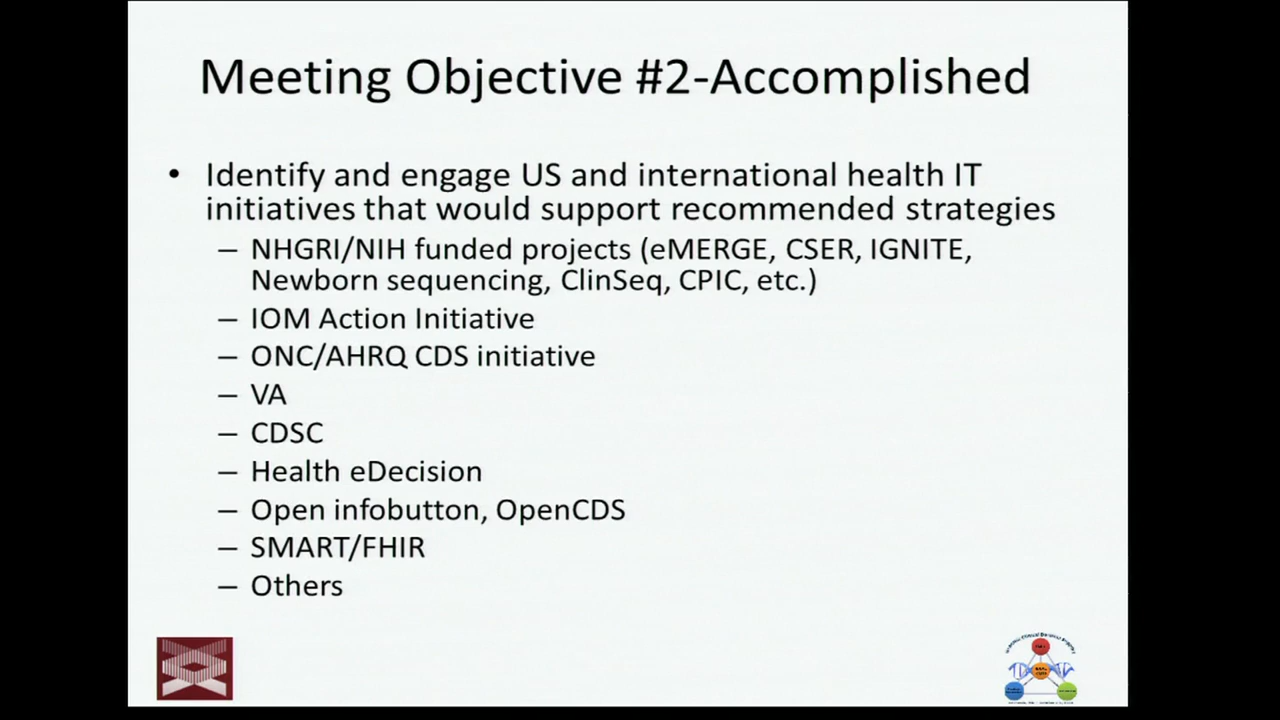 Meeting Objective #2-Accomplished
• Identify and engage US and international health IT
initiatives that would support recommended strategies
– NHGRI/NIH funded projects (eMERGE, CSER, IGNITE,
Newborn sequencing, ClinSeq, CPIC, etc.)
– IOM Action Initiative
– ONC/AHRQ CDS initiative
– VA
– CDSC
– Health eDecision
– Open infobutton, OpenCDS
– SMART/FHIR
– Others